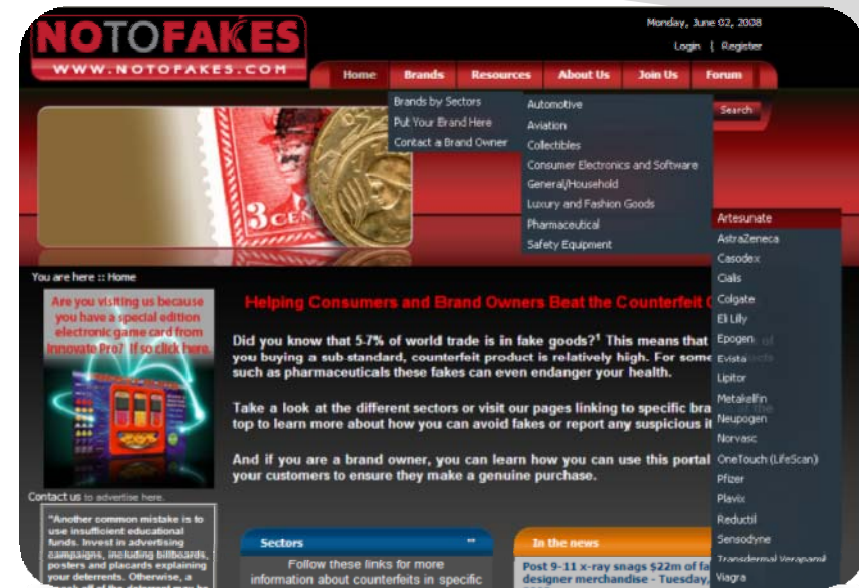 Monday, June 02, 2008
Login | Register
NOTOFAKES
WWW.NOTOFAKES.COM
Home Brands Resources About Us Join Us Forum
Brands by Sectors
Put Your Brand Here
Contact a Brand Owner
Automotive
Aviation
Collectibles
Consumer Electronics and Software
General/Household
Luxury and Fashion Goods
Pharmaceutical
Safety Equipment
Search
3 CEN
Artesunate
AstraZeneca
Casodex
Cialis
Colgate
Eli Lilly
Epogen
Evista
Lipitor
Metakelfin
Neupogen
Norvasc
OneTouch (LifeScan)
Pfizer
Plavix
Reductil
Sensodyne
Transdermal Verapamil
Viagra
You are here :: Home
Are you visiting us because
you have a special edition
electronic game card from
Innovate Pro? If so click here.
Contact us to advertise here.
"Another common mistake is to
use insufficient educational
funds. Invest in advertising
campaigns, including billboards,
posters and placards explaining
your deterrents. Otherwise, a
Helping Consumers and Brand Owners Beat the Counterfeit
Did you know that 5-7% of world trade is in fake goods?¹ This means that of
you buying a sub-standard, counterfeit product is relatively high. For some
such as pharmaceuticals these fakes can even endanger your health.
Take a look at the different sectors or visit our pages linking to specific the
top to learn more about how you can avoid fakes or report any suspicious
And if you are a brand owner, you can learn how you can use this portal
your customers to ensure they make a genuine purchase.
Sectors
Follow these links for more
information about counterfeits in specific
In the news
Post 9-11 x-ray snags $22m of
designer merchandise - Tuesday,